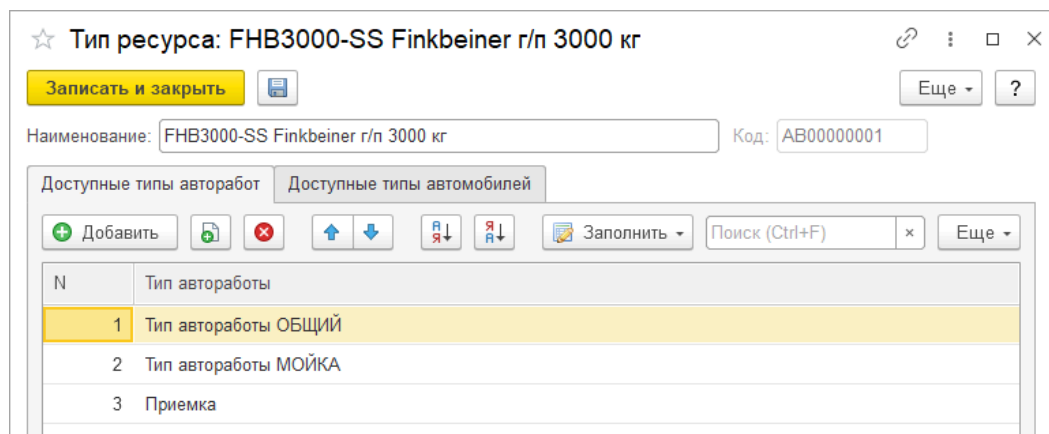 Тип ресурса: FHB3000-SS Finkbeiner г/п 3000 кг
Записать и закрыть Еще ?
Наименование: FHB3000-SS Finkbeiner г/п 3000 кг Код: АВ00000001
Доступные типы авторабот Доступные типы автомобилей
Добавить Заполнить Поиск (Ctrl+F) × Еще
N Тип автоработы
1 Тип автоработы ОБЩИЙ
2 Тип автоработы МОЙКА
3 Приемка